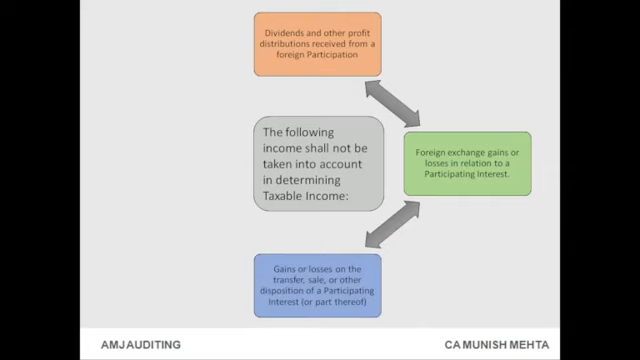 Dividends and other profit
distributions received from a
foreign Participation
The following
income shall not be
taken into account
in determining
Taxable Income:
Foreign exchange gains or
losses in relation to a
Participating Interest.
Gains or losses on the
transfer, sale, or other
disposition of a Participating
Interest (or part thereof)
AMJ AUDITING
CA MUNISH MEHTA